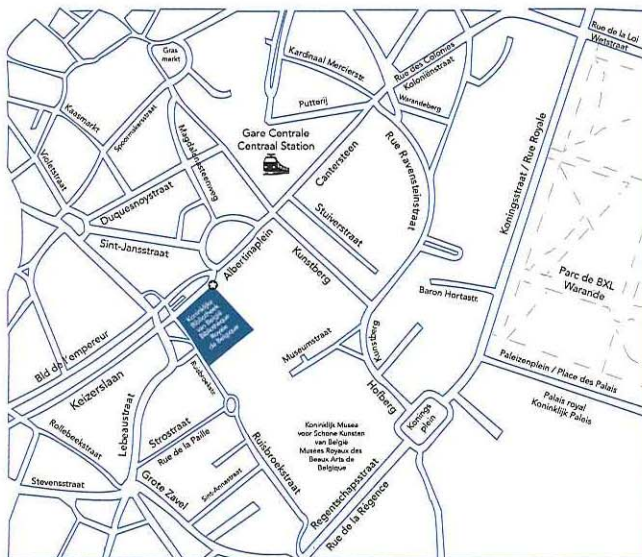 Gras
markt
Kardinaal Mercierstr.
Rue des Colonies
Koloniënstraat
Rue de la Loi
Wetstraat
Kaasmarkt
Spoormakersstraat
Putterij
Warandeberg
Violetstraat
Magdalenasteenweg
Gare Centrale
Centraal Station
Cantersteen
Rue Ravensteinstraat
Koningsstraat / Rue Royale
Duquesnoystraat
Stuiverstraat
Sint-Jansstraat
Albertinaplein
Kunstberg
Parc de BXL
Warande
Baron Hortastr.
Koninklijke
Bibliotheek
van België
Bibliothèque
Royale
de Belgique
Bld de l'empereur
Keizerslaan
Museumstraat
Kunstberg
Paleizenplein / Place des Palais
Ruisbroekstr
Lebeaustraat
Hofberg
Palais royal
Koninklijk Paleis
Rollebeekstraat
Strostraat
Rue de la Paille
Konings
plein
Koninklijk Musea
voor Schone Kunsten
van België
Musées Royaux des
Beaux Arts de
Belgique
Ruisbroekstraat
Stevensstraat
Grote Zavel
Sint-Annastraat
Regentschapsstraat
Rue de la Régence